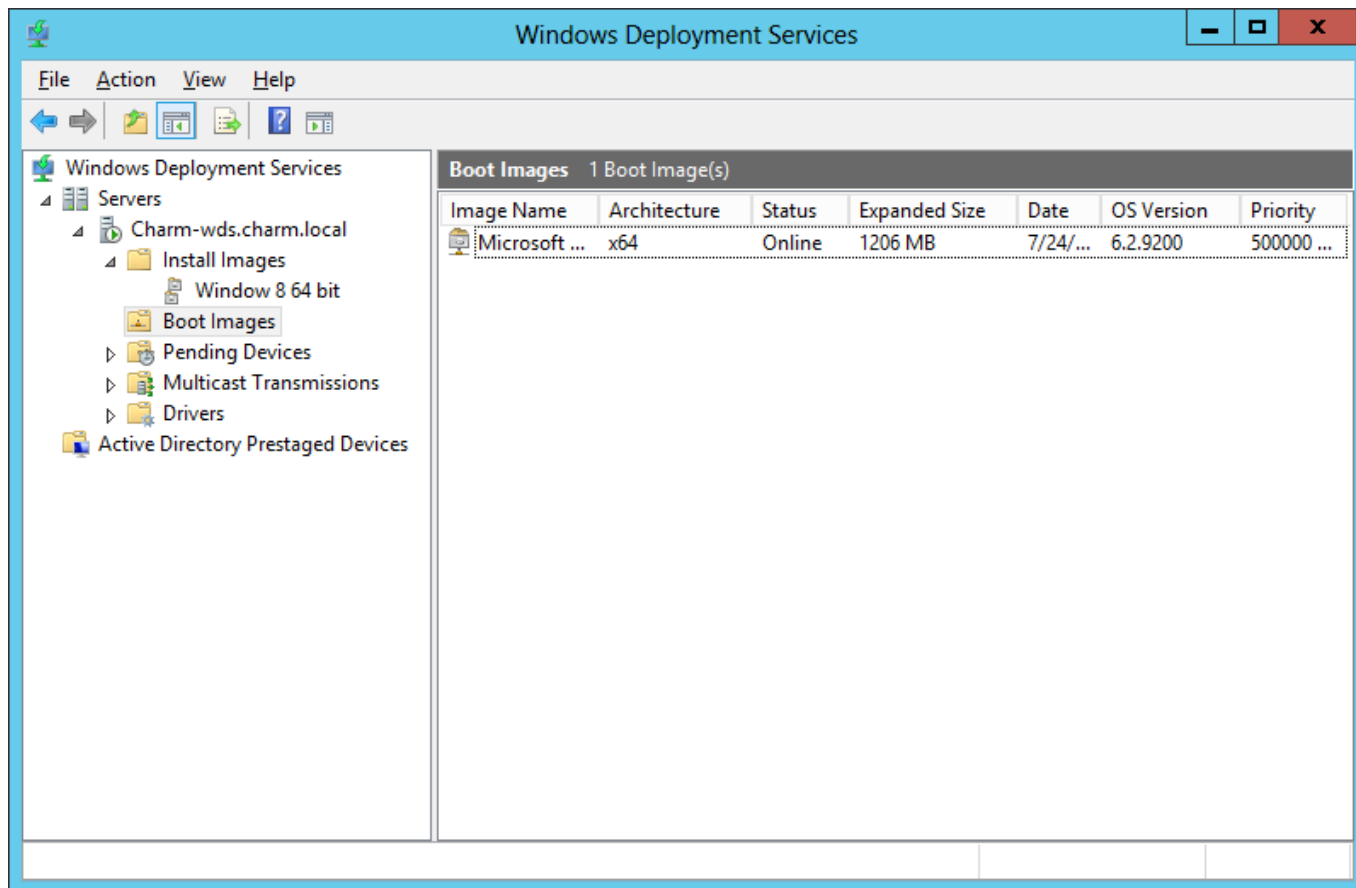 Windows Deployment Services
File Action View Help
Windows Deployment Services
Servers
Charm-wds.charm.local
Install Images
Window 8 64 bit
Boot Images
Pending Devices
Multicast Transmissions
Drivers
Active Directory Prestaged Devices
Boot Images 1 Boot Image(s)
Image Name Architecture Status Expanded Size Date OS Version Priority
Microsoft ... x64 Online 1206 MB 7/24/... 6.2.9200 500000 ...